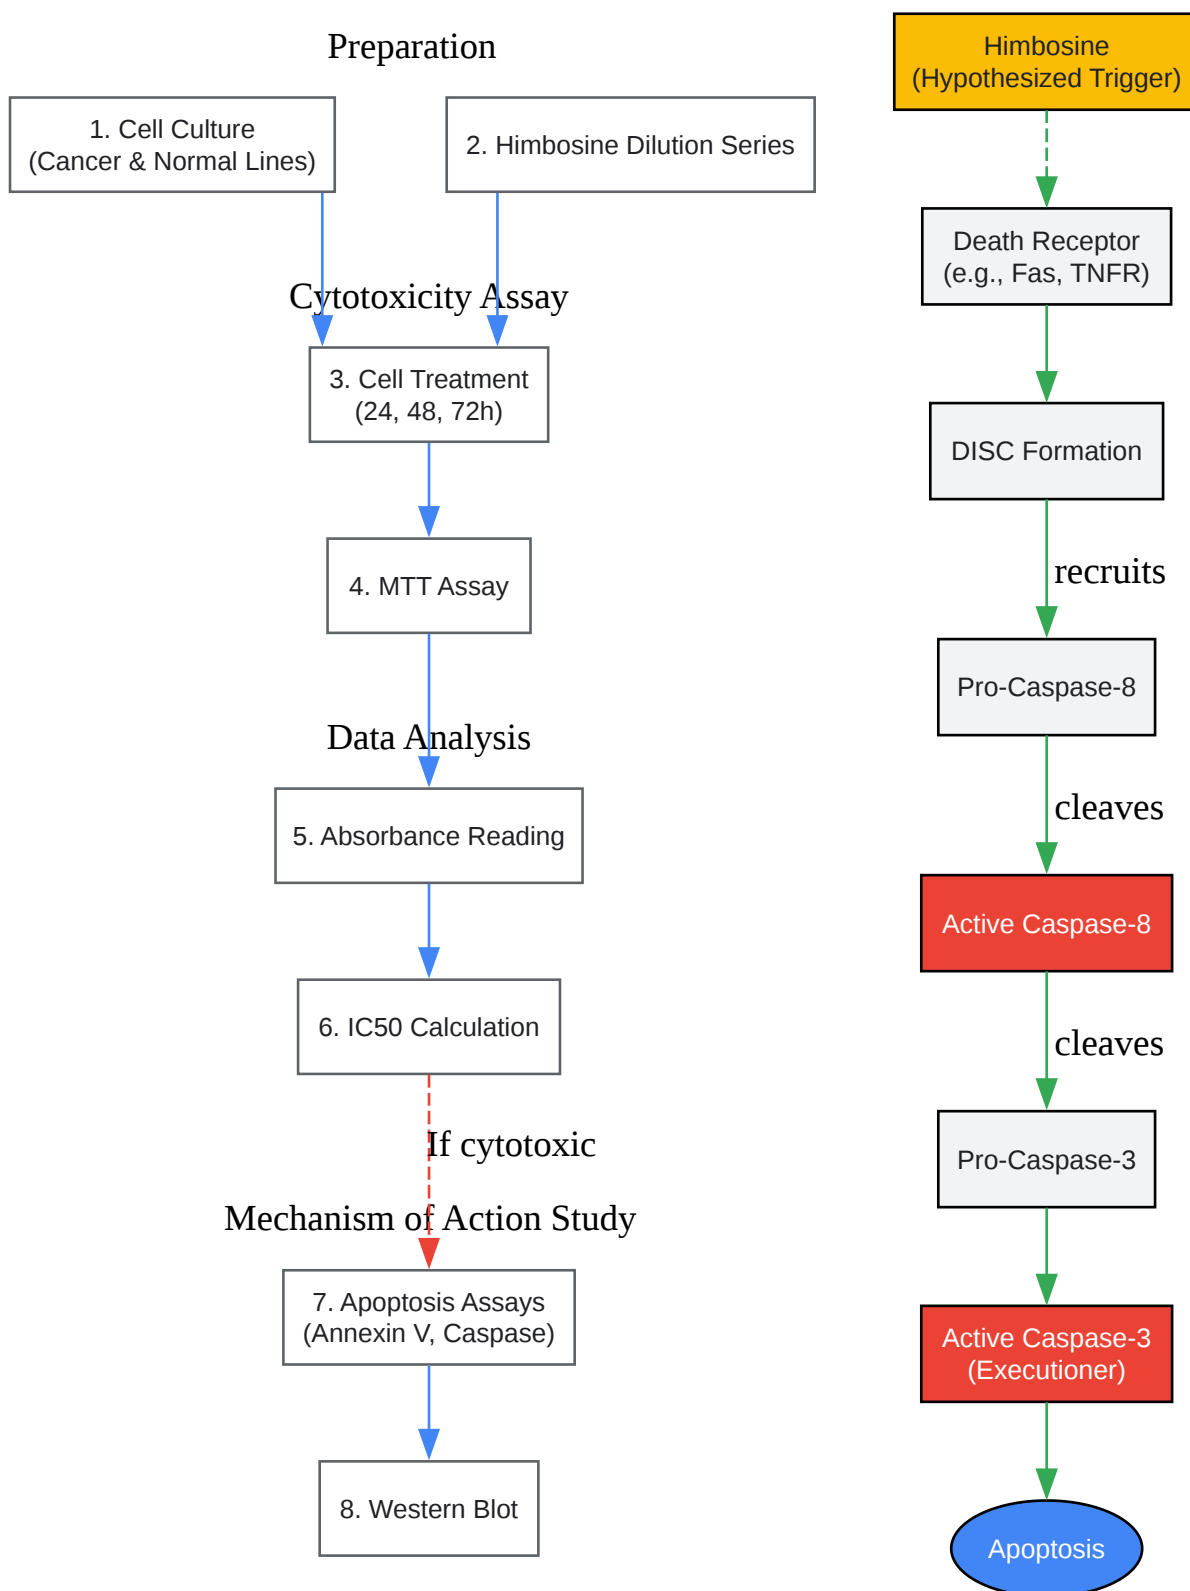 Preparation
1. Cell Culture
(Cancer & Normal Lines)
2. Himbosine Dilution Series
Cytotoxicity Assay
3. Cell Treatment
(24, 48, 72h)
4. MTT Assay
Data Analysis
5. Absorbance Reading
6. IC50 Calculation
If cytotoxic
Mechanism of Action Study
7. Apoptosis Assays
(Annexin V, Caspase)
8. Western Blot
Himbosine
(Hypothesized Trigger)
Death Receptor
(e.g., Fas, TNFR)
DISC Formation
recruits
Pro-Caspase-8
cleaves
Active Caspase-8
cleaves
Pro-Caspase-3
Active Caspase-3
(Executioner)
Apoptosis